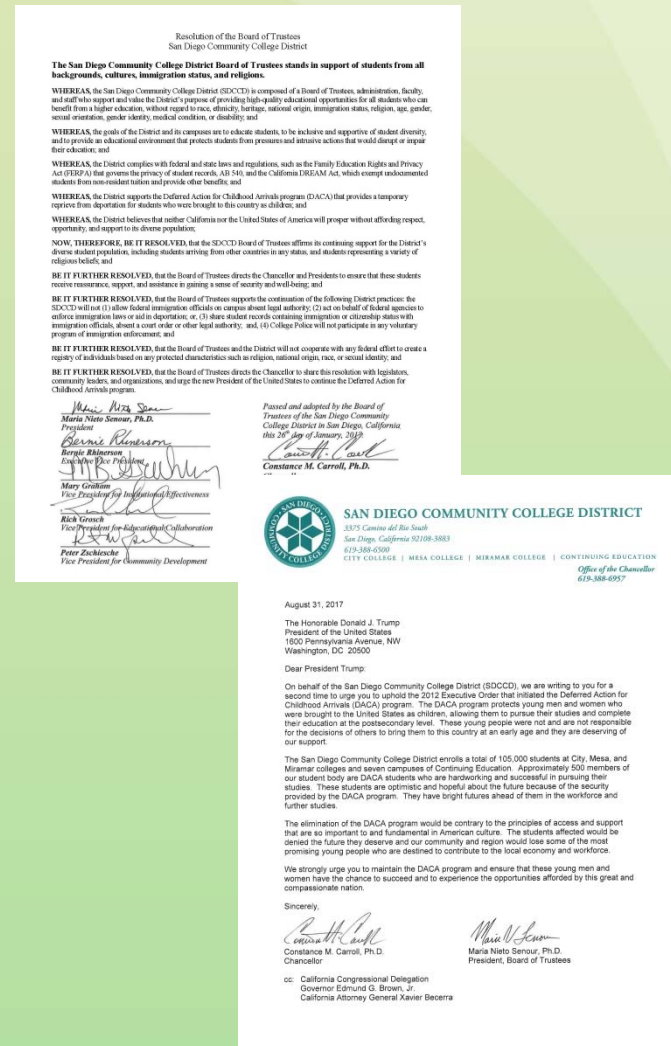 Resolution of the Board of Trustees
San Diego Community College District
The San Diego Community College District Board of Trustees stands in support of students from all
backgrounds, cultures, immigration status, and religions.
WHEREAS, the San Diego Community College District (SDCCD) is composed of a Board of Trustees, administration, faculty,
and staff who support and value the District's purpose of providing high-quality educational opportunities for all students who can
benefit from a higher education, without regard to race, ethnicity, heritage, national origin, immigration status, religion, age, gender,
sexual orientation, gender identity, medical condition, or disability; and
WHEREAS, the goals of the District and its campuses are to educate students, to be inclusive and supportive of student diversity,
and to provide an educational environment that protects students from pressures and intrusive actions that would disrupt or impair
their education; and
WHEREAS, the District complies with federal and state laws and regulations, such as the Family Education Rights and Privacy
Act (FERPA) that governs the privacy of student records, AB 540, and the California DREAM Act, which exempt undocumented
students from non-resident tuition and provide other benefits; and
WHEREAS, the District supports the Deferred Action for Childhood Arrivals program (DACA) that provides a temporary
reprieve from deportation for students who were brought to this country as children; and
WHEREAS, the District believes that neither California nor the United States of America will prosper without affording respect,
opportunity, and support to its diverse population;
NOW, THEREFORE, BE IT RESOLVED, that the SDCCD Board of Trustees affirms its continuing support for the District's
diverse student population, including students arriving from other countries in any status, and students representing a variety of
religious beliefs; and
BE IT FURTHER RESOLVED, that the Board of Trustees directs the Chancellor and Presidents to ensure that these students
receive reassurance, support, and assistance in gaining a sense of security and well-being; and
BE IT FURTHER RESOLVED, that the Board of Trustees supports the continuation of the following District practices: the
SDCCD will not (1) allow federal immigration officials on campus absent legal authority; (2) act on behalf of federal agencies to
enforce immigration laws or aid in deportation; or, (3) share student records containing immigration or citizenship status with
immigration officials, absent a court order or other legal authority, and, (4) College Police will not participate in any voluntary
program of immigration enforcement; and
BE IT FURTHER RESOLVED, that the Board of Trustees and the District will not cooperate with any federal effort to create a
registry of individuals based on any protected characteristics such as religion, national origin, race, or sexual identity; and
BE IT FURTHER RESOLVED, that the Board of Trustees directs the Chancellor to share this resolution with legislators,
community leaders, and organizations, and urge the new President of the United States to continue the Deferred Action for
Childhood Arrivals program.
Maria Nieto Senour, Ph.D.
President
Bernie Rhinerson
Bernie Rhinerson
Executive Vice President
Mary Graham
Vice President for Institutional Effectiveness
Rich Grosch
Vice President for Educational Collaboration
Peter Zschiesche
Vice President for Community Development
Passed and adopted by the Board of
Trustees of the San Diego Community
College District in San Diego, California
this 26th day of January, 2017.
Constance M. Carroll, Ph.D.
SAN DIEGO
COMMUNITY COLLEGE DISTRICT
SAN DIEGO COMMUNITY COLLEGE DISTRICT
3375 Camino del Rio South
San Diego, California 92108-3883
619-388-6500
CITY COLLEGE | MESA COLLEGE | MIRAMAR COLLEGE | CONTINUING EDUCATION
Office of the Chancellor
619-388-6957
August 31, 2017
The Honorable Donald J. Trump
President of the United States
1600 Pennsylvania Avenue, NW
Washington, DC 20500
Dear President Trump:
On behalf of the San Diego Community College District (SDCCD), we are writing to you for a
second time to urge you to uphold the 2012 Executive Order that initiated the Deferred Action for
Childhood Arrivals (DACA) program. The DACA program protects young men and women who
were brought to the United States as children, allowing them to pursue their studies and complete
their education at the postsecondary level. These young people were not and are not responsible
for the decisions of others to bring them to this country at an early age and they are deserving of
our support.
The San Diego Community College District enrolls a total of 105,000 students at City, Mesa, and
Miramar colleges and seven campuses of Continuing Education. Approximately 500 members of
our student body are DACA students who are hardworking and successful in pursuing their
studies. These students are optimistic and hopeful about the future because of the security
provided by the DACA program. They have bright futures ahead of them in the workforce and
further studies.
The elimination of the DACA program would be contrary to the principles of access and support
that are so important to and fundamental in American culture. The students affected would be
denied the future they deserve and our community and region would lose some of the most
promising young people who are destined to contribute to the local economy and workforce.
We strongly urge you to maintain the DACA program and ensure that these young men and
women have the chance to succeed and to experience the opportunities afforded by this great and
compassionate nation.
Sincerely,
Constance M. Carroll, Ph.D.
Chancellor
Maria Nieto Senour, Ph.D.
President, Board of Trustees
cc: California Congressional Delegation
Governor Edmund G. Brown, Jr.
California Attorney General Xavier Becerra